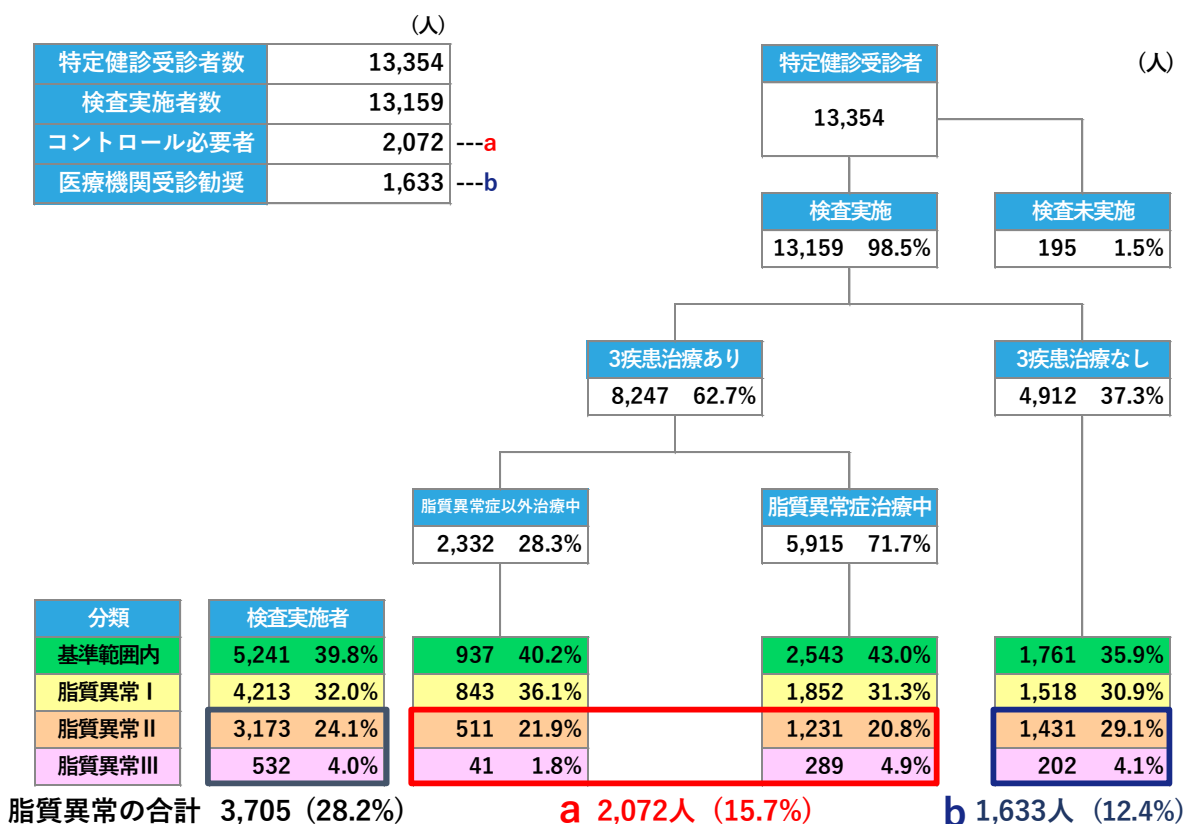 (人)
特定健診受診者数 13,354
検査実施者数 13,159
コントロール必要者 2,072 ---a
医療機関受診勧奨 1,633 ---b
(人)
特定健診受診者
13,354
検査実施 検査未実施
13,159 98.5% 195 1.5%
3疾患治療あり 3疾患治療なし
8,247 62.7% 4,912 37.3%
脂質異常症以外治療中 脂質異常症治療中
2,332 28.3% 5,915 71.7%
分類 検査実施者
基準範囲内 5,241 39.8% 937 40.2% 2,543 43.0% 1,761 35.9%
脂質異常Ⅰ 4,213 32.0% 843 36.1% 1,852 31.3% 1,518 30.9%
脂質異常Ⅱ 3,173 24.1% 511 21.9% 1,231 20.8% 1,431 29.1%
脂質異常Ⅲ 532 4.0% 41 1.8% 289 4.9% 202 4.1%
脂質異常の合計 3,705 (28.2%) a 2,072人 (15.7%) b 1,633人 (12.4%)